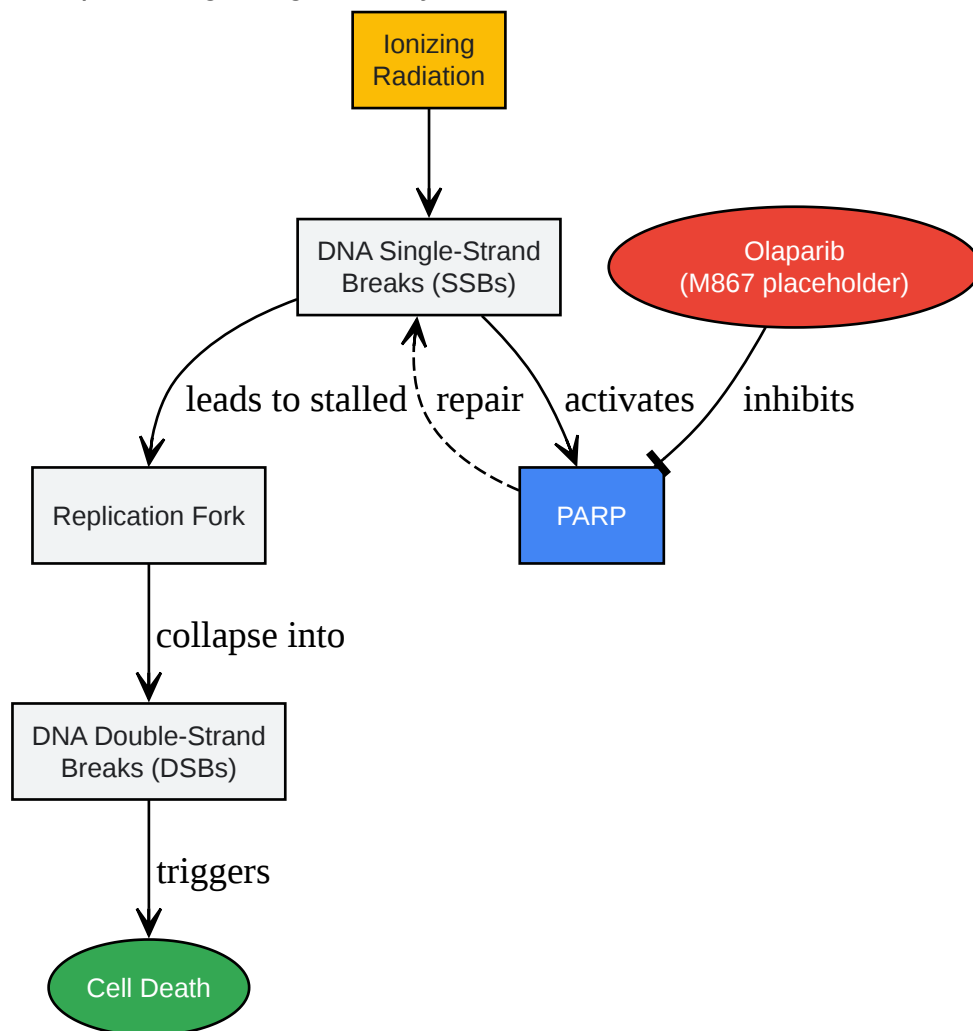 Ionizing
Radiation
DNA Single-Strand
Breaks (SSBs)
Olaparib
(M867 placeholder)
leads to stalled
repair
activates
inhibits
Replication Fork
PARP
collapse into
DNA Double-Strand
Breaks (DSBs)
triggers
Cell Death